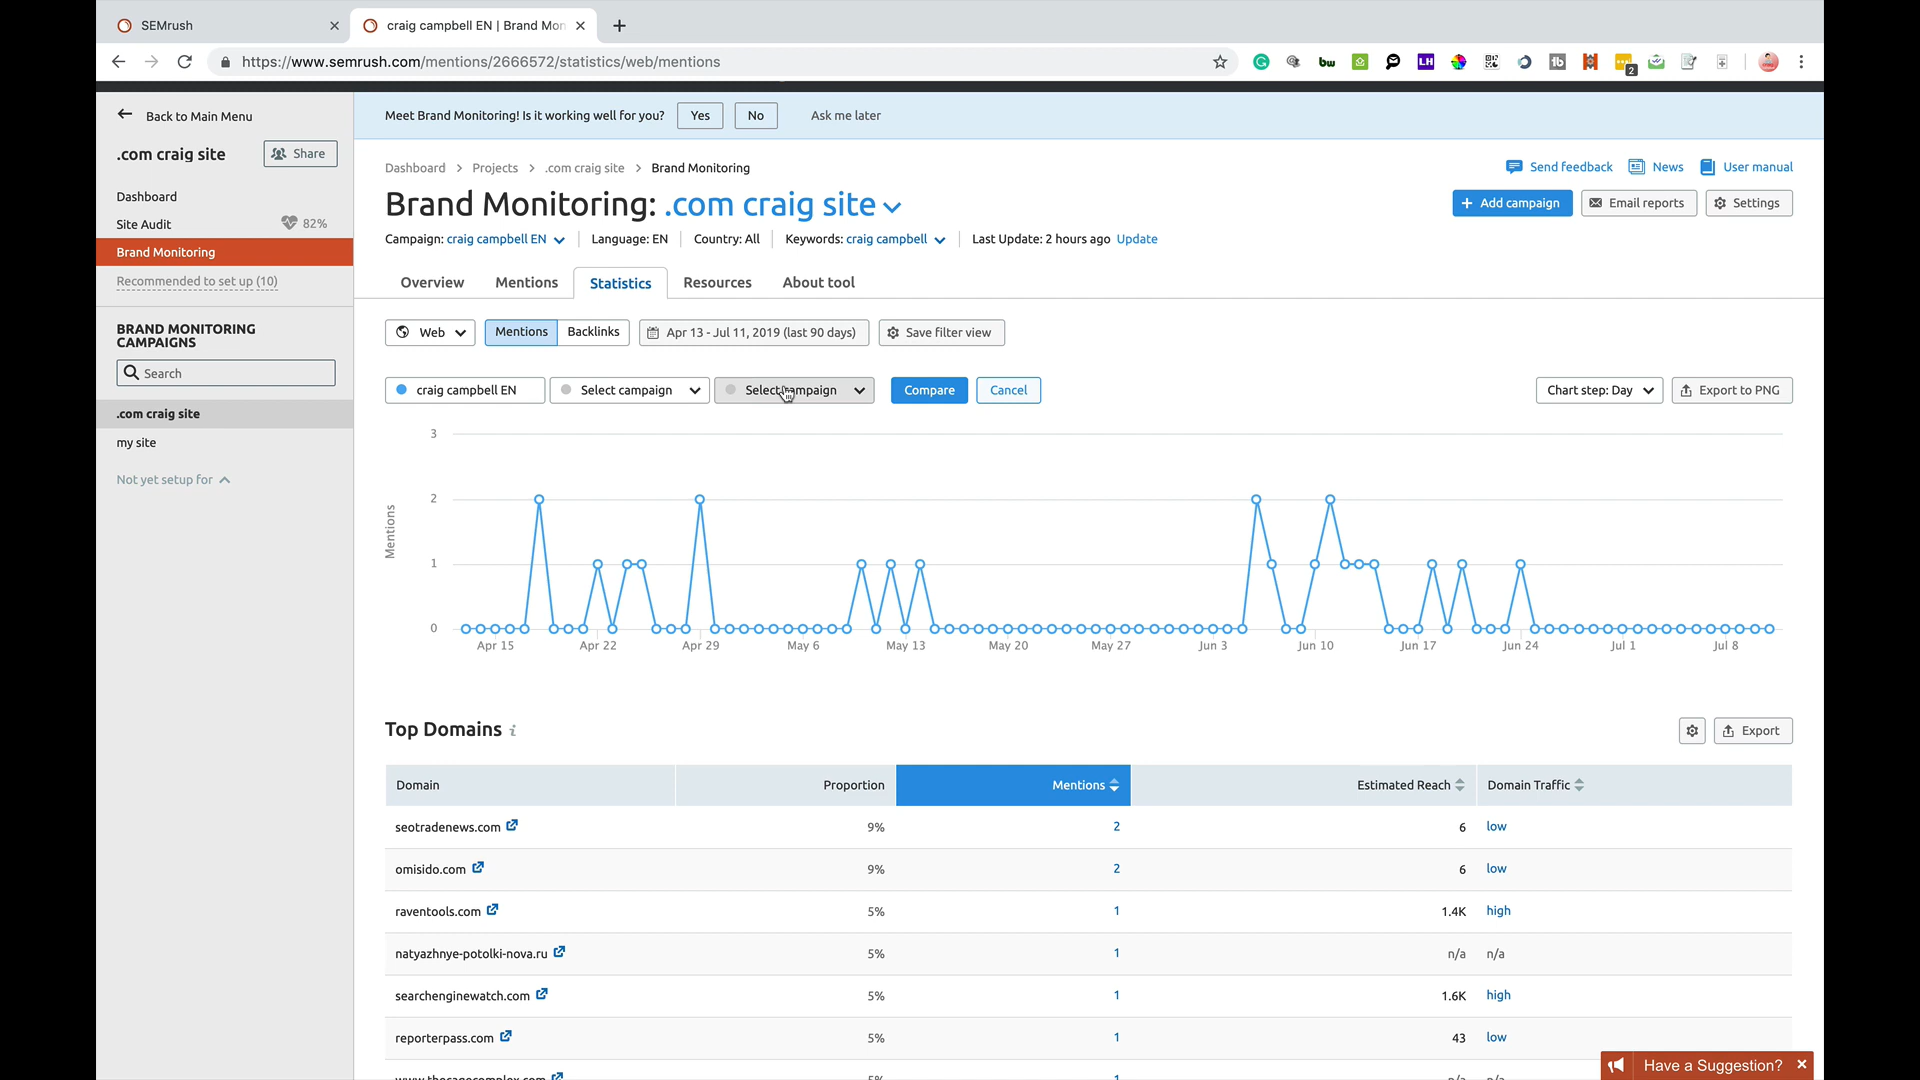 SEMrush
craig campbell EN | Brand Mon
https://www.semrush.com/mentions/2666572/statistics/web/mentions
bw
LH
tb
2
Back to Main Menu
Meet Brand Monitoring! Is it working well for you? Yes No Ask me later
.com craig site Share
Dashboard
Site Audit 82%
Brand Monitoring
Recommended to set up (10)
BRAND MONITORING
CAMPAIGNS
Search
.com craig site
my site
Not yet setup for
Dashboard > Projects > .com craig site > Brand Monitoring
Send feedback News User manual
Brand Monitoring: .com craig site
+ Add campaign Email reports Settings
Campaign: craig campbell EN Language: EN Country: All Keywords: craig campbell Last Update: 2 hours ago Update
Overview Mentions Statistics Resources About tool
Web Mentions Backlinks Apr 13 - Jul 11, 2019 (last 90 days) Save filter view
craig campbell EN Select campaign Select campaign Compare Cancel Chart step: Day Export to PNG
Mentions
3
2
1
0
Apr 15 Apr 22 Apr 29 May 6 May 13 May 20 May 27 Jun 3 Jun 10 Jun 17 Jun 24 Jul 1 Jul 8
Top Domains i Export
Domain Proportion Mentions Estimated Reach Domain Traffic
seotradenews.com 9% 2 6 low
omisido.com 9% 2 6 low
raventools.com 5% 1 1.4K high
natyazhnye-potolki-nova.ru 5% 1 n/a n/a
searchenginewatch.com 5% 1 1.6K high
reporterpass.com 5% 1 43 low
5% 1 n/a n/a
Have a Suggestion?